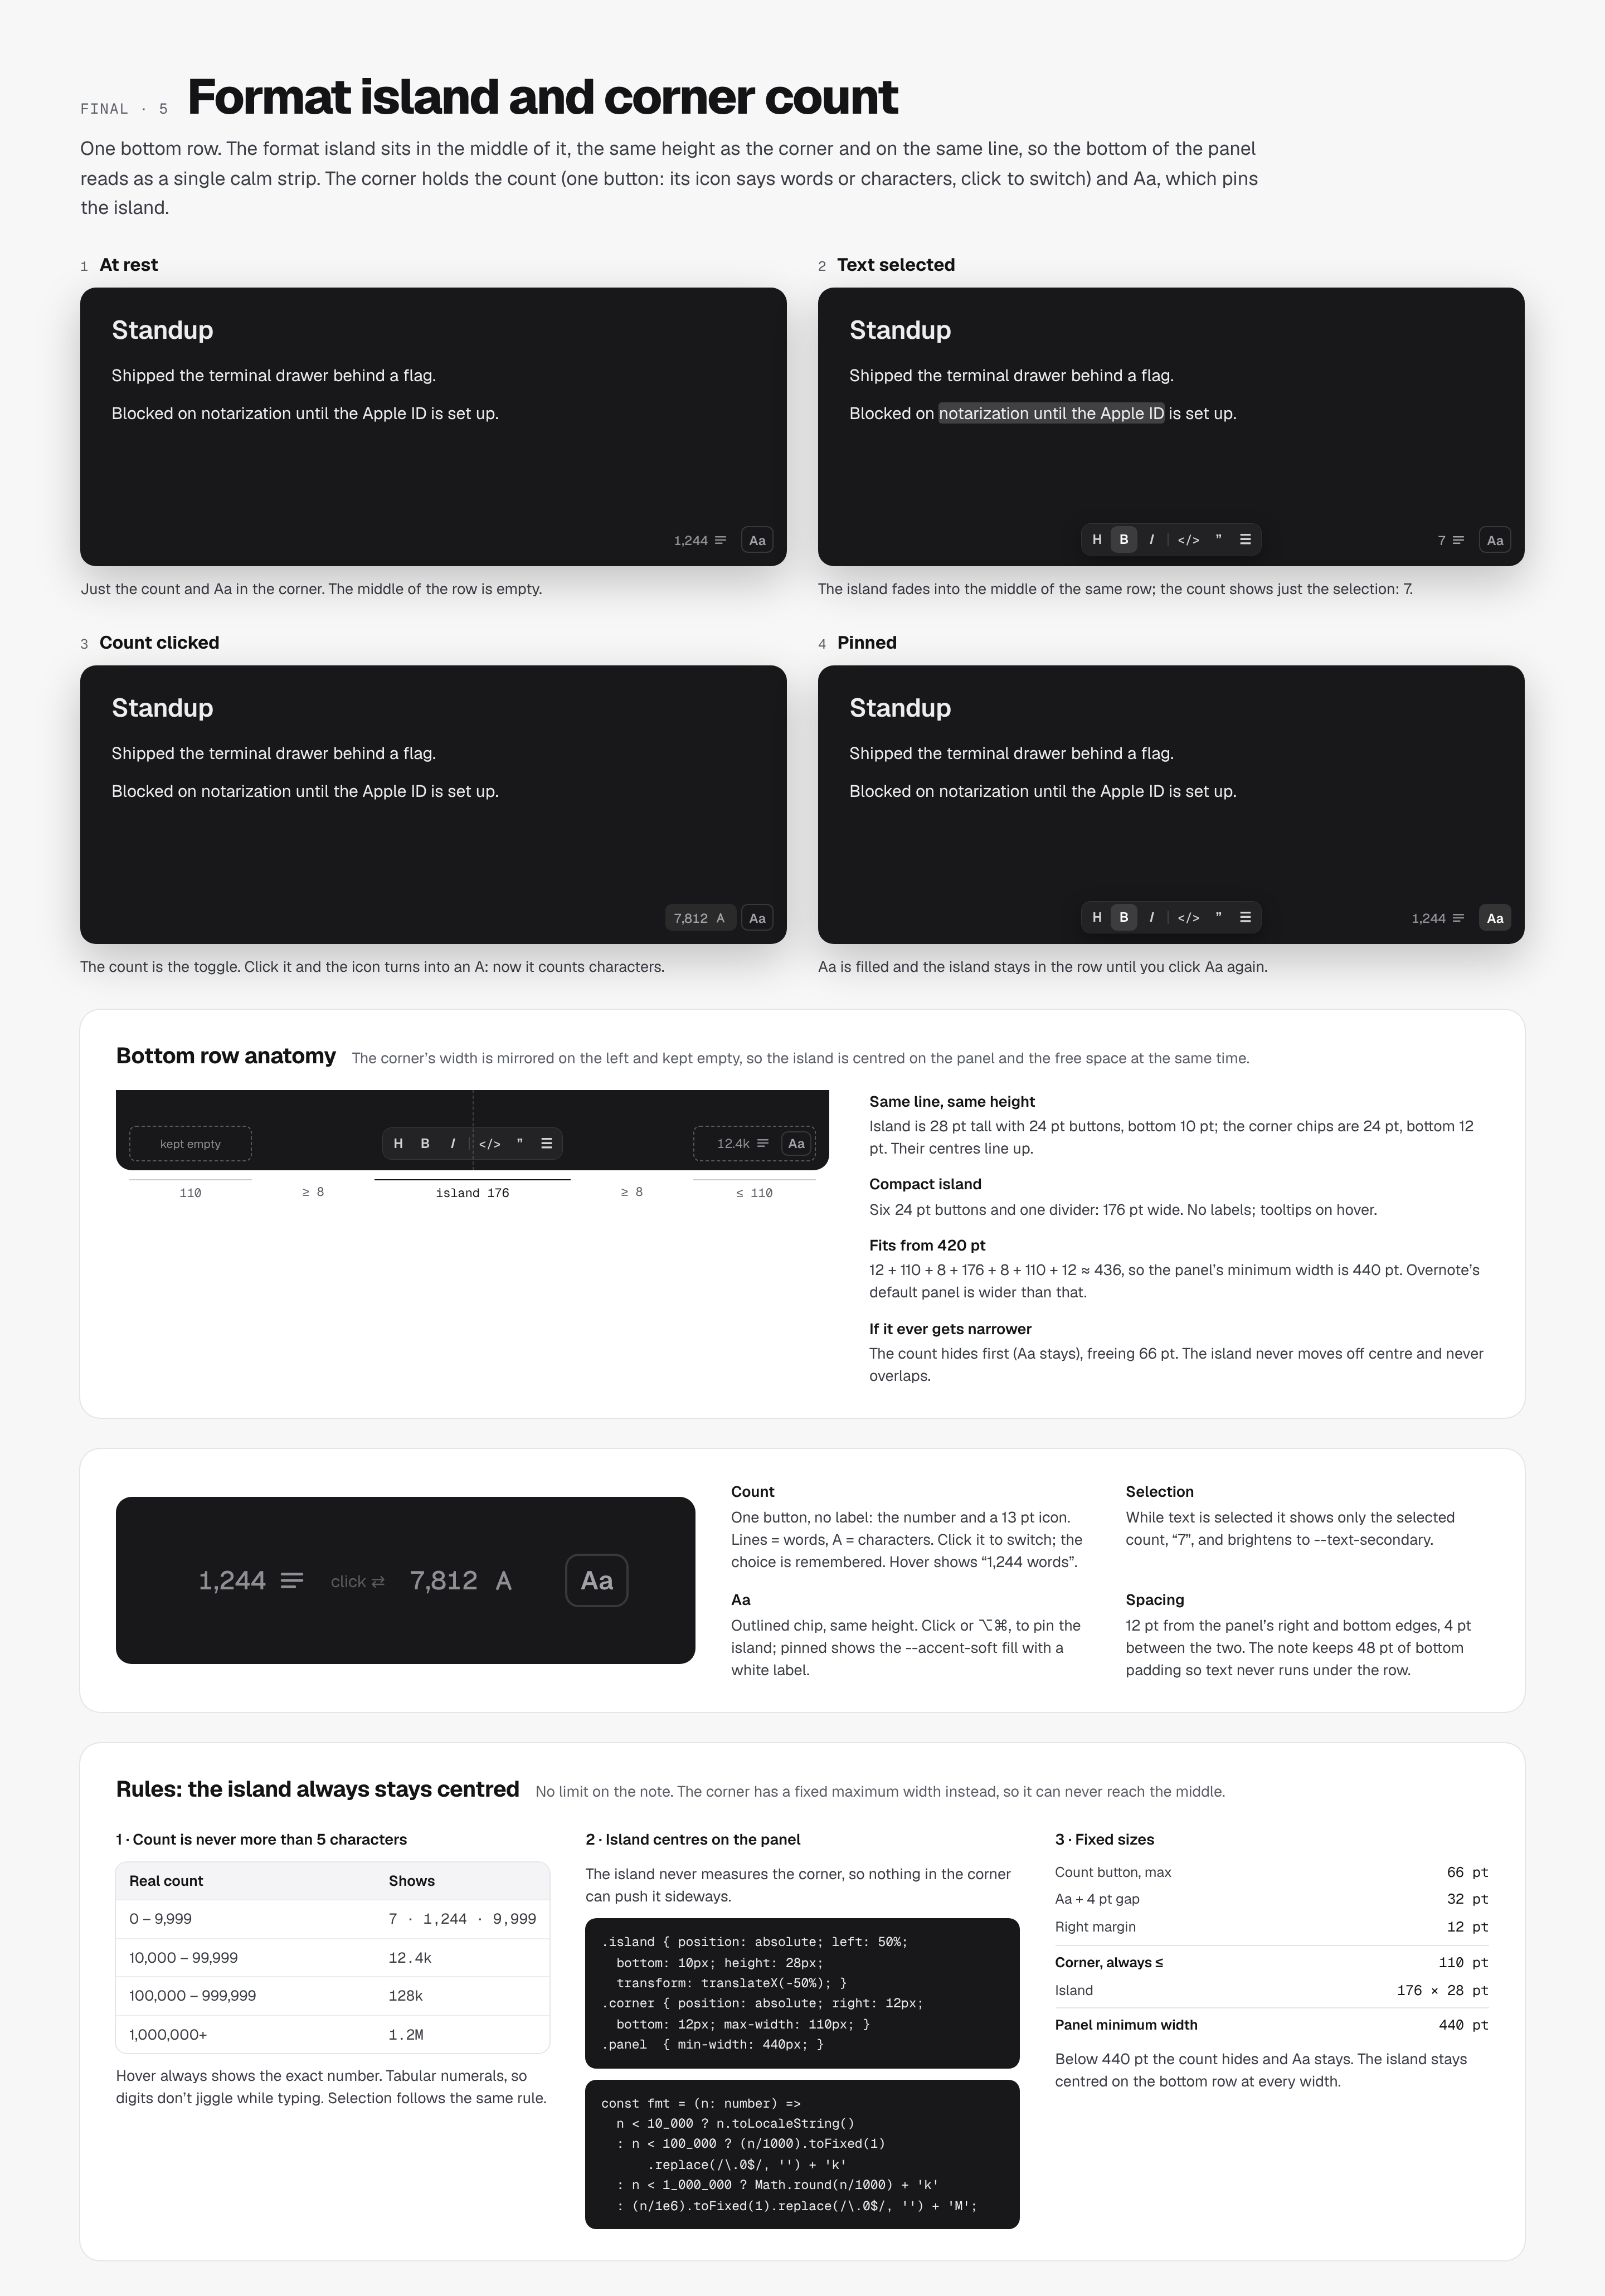 FINAL · 5 Format island and corner count
One bottom row. The format island sits in the middle of it, the same height as the corner and on the same line, so the bottom of the panel
reads as a single calm strip. The corner holds the count (one button: its icon says words or characters, click to switch) and Aa, which pins
the island.
1 At rest
Standup
Shipped the terminal drawer behind a flag.
Blocked on notarization until the Apple ID is set up.
1,244 Aa
Just the count and Aa in the corner. The middle of the row is empty.
2 Text selected
Standup
Shipped the terminal drawer behind a flag.
Blocked on notarization until the Apple ID is set up.
H B I </> ” 7 Aa
The island fades into the middle of the same row; the count shows just the selection: 7.
3 Count clicked
Standup
Shipped the terminal drawer behind a flag.
Blocked on notarization until the Apple ID is set up.
7,812 A Aa
The count is the toggle. Click it and the icon turns into an A: now it counts characters.
4 Pinned
Standup
Shipped the terminal drawer behind a flag.
Blocked on notarization until the Apple ID is set up.
H B I </> ” 1,244 Aa
Aa is filled and the island stays in the row until you click Aa again.
Bottom row anatomy The corner’s width is mirrored on the left and kept empty, so the island is centred on the panel and the free space at the same time.
kept empty H B I </> ” 12.4k Aa
110 ≥ 8 island 176 ≥ 8 ≤ 110
Same line, same height
Island is 28 pt tall with 24 pt buttons, bottom 10 pt; the corner chips are 24 pt, bottom 12
pt. Their centres line up.
Compact island
Six 24 pt buttons and one divider: 176 pt wide. No labels; tooltips on hover.
Fits from 420 pt
12 + 110 + 8 + 176 + 8 + 110 + 12 ≈ 436, so the panel’s minimum width is 440 pt. Overnote’s
default panel is wider than that.
If it ever gets narrower
The count hides first (Aa stays), freeing 66 pt. The island never moves off centre and never
overlaps.
1,244 click ⇄ 7,812 A Aa
Count
One button, no label: the number and a 13 pt icon.
Lines = words, A = characters. Click it to switch; the
choice is remembered. Hover shows “1,244 words”.
Selection
While text is selected it shows only the selected
count, “7”, and brightens to --text-secondary.
Aa
Outlined chip, same height. Click or ⌥⌘, to pin the
island; pinned shows the --accent-soft fill with a
white label.
Spacing
12 pt from the panel’s right and bottom edges, 4 pt
between the two. The note keeps 48 pt of bottom
padding so text never runs under the row.
Rules: the island always stays centred No limit on the note. The corner has a fixed maximum width instead, so it can never reach the middle.
1 · Count is never more than 5 characters
Real count Shows
0 – 9,999 7 · 1,244 · 9,999
10,000 – 99,999 12.4k
100,000 – 999,999 128k
1,000,000+ 1.2M
Hover always shows the exact number. Tabular numerals, so
digits don’t jiggle while typing. Selection follows the same rule.
2 · Island centres on the panel
The island never measures the corner, so nothing in the corner
can push it sideways.
.island { position: absolute; left: 50%;
bottom: 10px; height: 28px;
transform: translateX(-50%); }
.corner { position: absolute; right: 12px;
bottom: 12px; max-width: 110px; }
.panel { min-width: 440px; }
const fmt = (n: number) =>
n < 10_000 ? n.toLocaleString()
: n < 100_000 ? (n/1000).toFixed(1)
.replace(/\.0$/, '') + 'k'
: n < 1_000_000 ? Math.round(n/1000) + 'k'
: (n/1e6).toFixed(1).replace(/\.0$/, '') + 'M';
3 · Fixed sizes
Count button, max 66 pt
Aa + 4 pt gap 32 pt
Right margin 12 pt
Corner, always ≤ 110 pt
Island 176 × 28 pt
Panel minimum width 440 pt
Below 440 pt the count hides and Aa stays. The island stays
centred on the bottom row at every width.